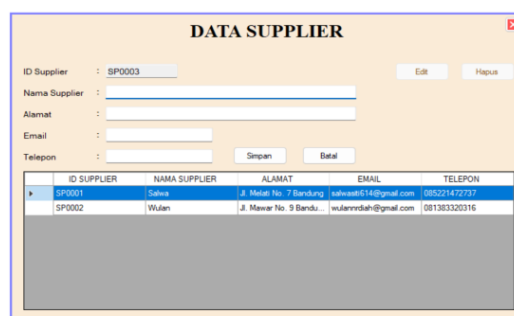 DATA SUPPLIER
ID Supplier : SP0003 Edit Hapus
Nama Supplier :
Alamat :
Email :
Telepon : Simpan Batal
ID SUPPLIER NAMA SUPPLIER ALAMAT EMAIL TELEPON
SP0001 Salwa Jl. Melati No. 7 Bandung salwasiti614@gmail.com 085221472737
SP0002 Wulan Jl. Mawar No. 9 Bandu... wulannrdiah@gmail.com 081383320316